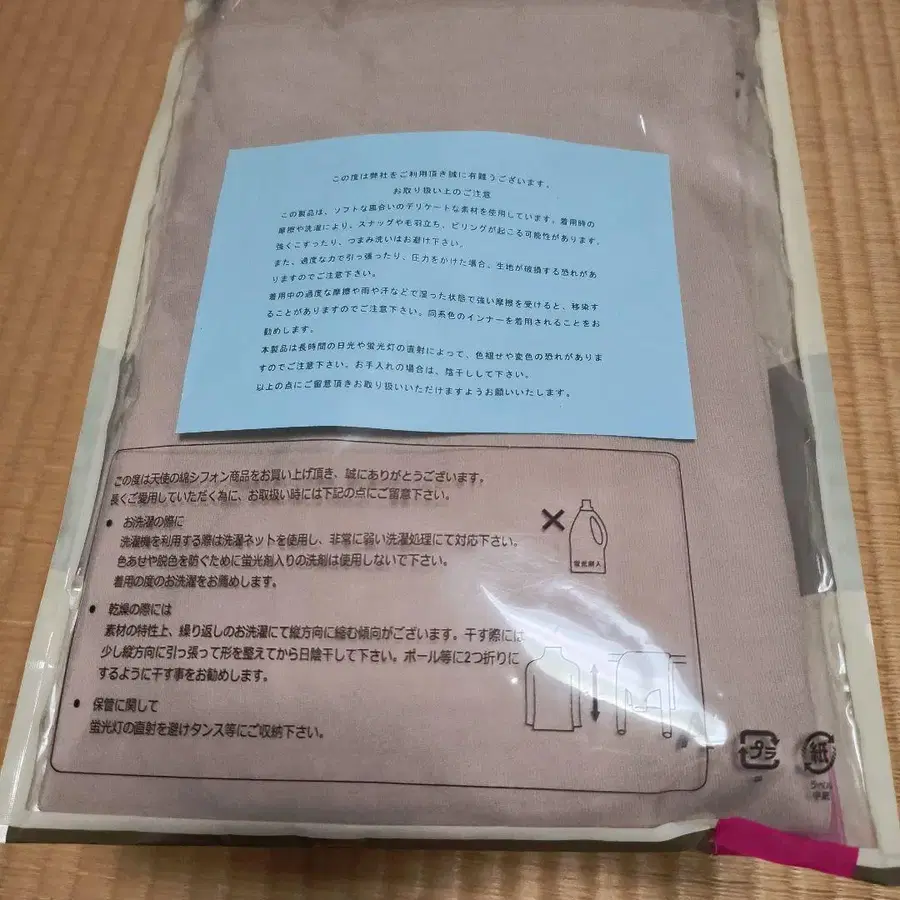 この度は弊社をご利用頂き誠に有難うございます。
お取り扱い上のご注意
この製品は、ソフトな風合いのデリケートな素材を使用しています。着用時の
摩擦や洗濯により、スナッグや毛羽立ち、ピリングが起こる可能性があります。
強くこすったり、つまみ洗いはお避け下さい。
また、過度な力で引っ張ったり、圧力をかけた場合、生地が破損する恐れがあ
りますのでご注意下さい。
着用中の過度な摩擦や雨や汗などで湿った状態で強い摩擦を受けると、移染す
ることがありますのでご注意下さい。同系色のインナーを着用されることをお
勧めします。
本製品は長時間の日光や蛍光灯の直射によって、色褪せや変色の恐れがありま
すのでご注意下さい。お手入れの場合は、陰干しして下さい。
以上の点にご留意頂きお取り扱いいただけますようお願いいたします。
この度は天使の綿シフォン商品をお買い上げ頂き、誠にありがとうございます。
長くご愛用していただく為に、お取扱い時には下記の点にご留意下さい。
● お洗濯の際に
洗濯機を利用する際は洗濯ネットを使用し、非常に弱い洗濯処理にて対応下さい。
色あせや脱色を防ぐために蛍光剤入りの洗剤は使用しないで下さい。
着用の度のお洗濯をお薦めします。
蛍光剤入
● 乾燥の際には
素材の特性上、繰り返しのお洗濯にて縦方向に縮む傾向がございます。干す際には
少し縦方向に引っ張って形を整えてから日陰干して下さい。ポール等に2つ折りに
するように干す事をお勧めします。
● 保管に関して
蛍光灯の直射を避けタンス等にご収納下さい。
プラ
紙
ラベル